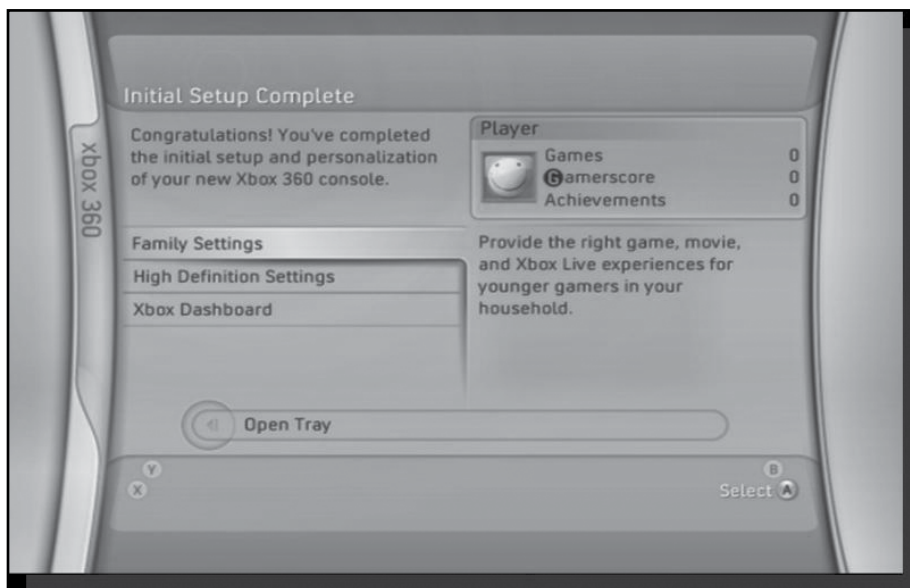 Initial Setup Complete
xbox 360
Congratulations! You've completed
the initial setup and personalization
of your new Xbox 360 console.
Player
Games 0
Gamerscore 0
Achievements 0
Family Settings
High Definition Settings
Xbox Dashboard
Provide the right game, movie,
and Xbox Live experiences for
younger gamers in your
household.
Open Tray
Y
X
B
Select A